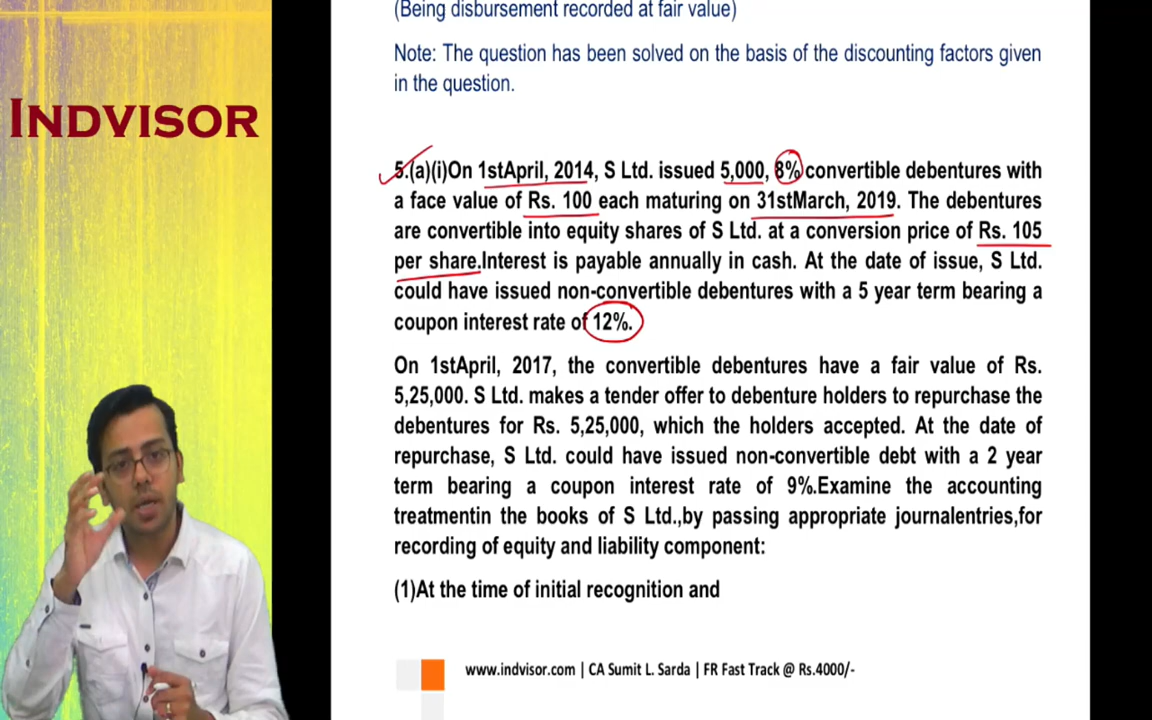 (Being disbursement recorded at fair value)
Note: The question has been solved on the basis of the discounting factors given
in the question.
INDVISOR
5.(a)(i)On 1stApril, 2014, S Ltd. issued 5,000, 8% convertible debentures with
a face value of Rs. 100 each maturing on 31stMarch, 2019. The debentures
are convertible into equity shares of S Ltd. at a conversion price of Rs. 105
per share.Interest is payable annually in cash. At the date of issue, S Ltd.
could have issued non-convertible debentures with a 5 year term bearing a
coupon interest rate of 12%.
On 1stApril, 2017, the convertible debentures have a fair value of Rs.
5,25,000. S Ltd. makes a tender offer to debenture holders to repurchase the
debentures for Rs. 5,25,000, which the holders accepted. At the date of
repurchase, S Ltd. could have issued non-convertible debt with a 2 year
term bearing a coupon interest rate of 9%.Examine the accounting
treatmentin the books of S Ltd.,by passing appropriate journalentries,for
recording of equity and liability component:
(1)At the time of initial recognition and
www.indvisor.com | CA Sumit L. Sarda | FR Fast Track @ Rs.4000/-